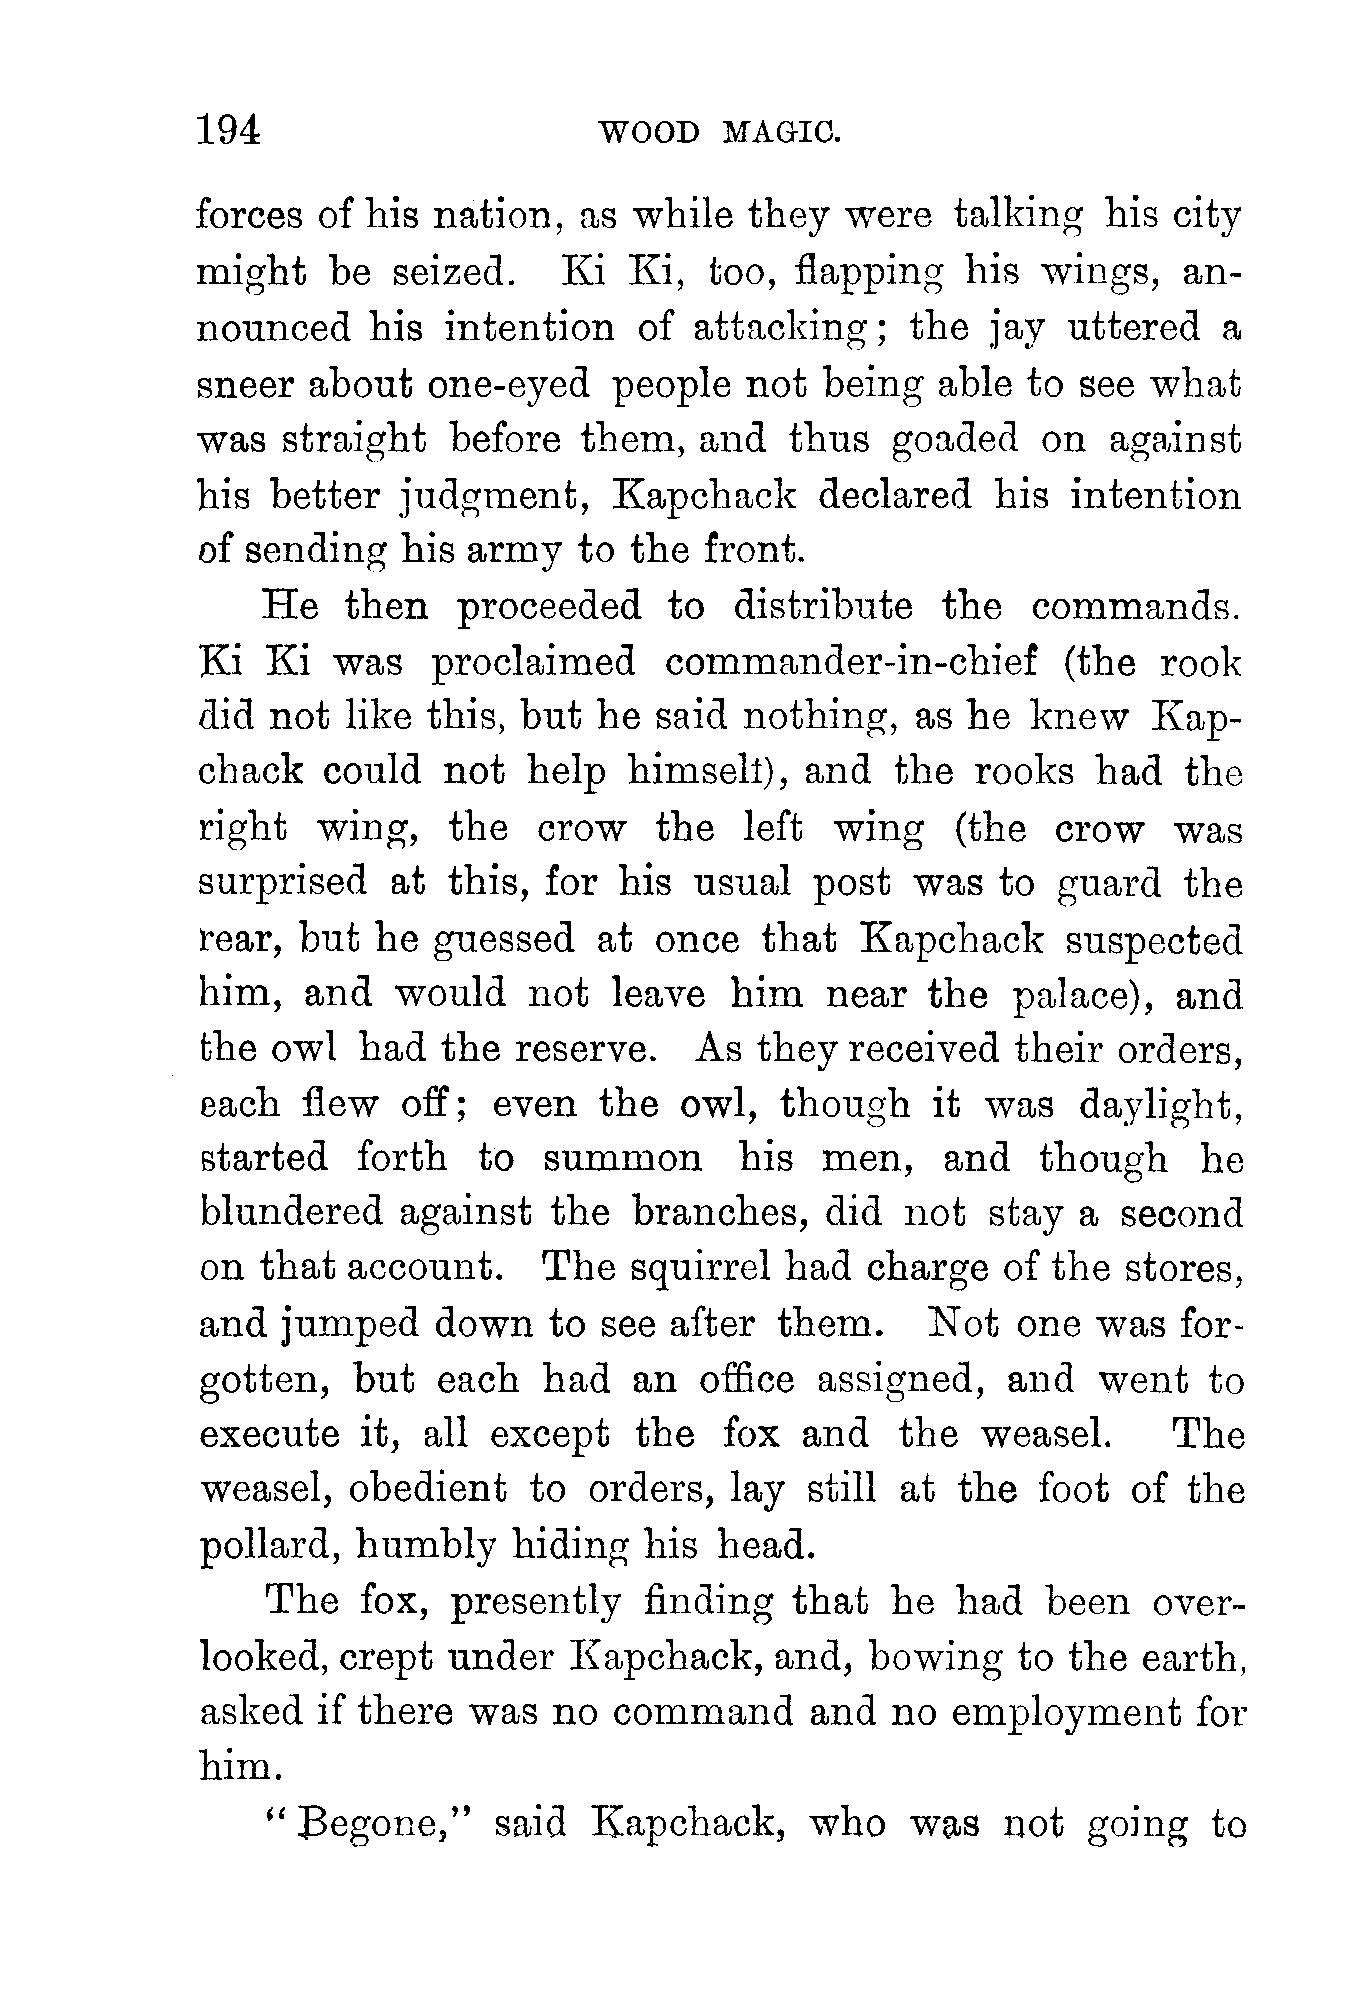 194 WOOD MAGIC.
forces of his nation, as while they were talking his city
might be seized. Ki Ki, too, flapping his wings, an-
nounced his intention of attacking; the jay uttered a
sneer about one-eyed people not being able to see what
was straight before them, and thus goaded on against
his better judgment, Kapchack declared his intention
of sending his army to the front.
He then proceeded to distribute the commands.
Ki Ki was proclaimed commander-in-chief (the rook
did not like this, but he said nothing, as he knew Kap-
chack could not help himself), and the rooks had the
right wing, the crow the left wing (the crow was
surprised at this, for his usual post was to guard the
rear, but he guessed at once that Kapchack suspected
him, and would not leave him near the palace), and
the owl had the reserve. As they received their orders,
each flew off; even the owl, though it was daylight,
started forth to summon his men, and though he
blundered against the branches, did not stay a second
on that account. The squirrel had charge of the stores,
and jumped down to see after them. Not one was for-
gotten, but each had an office assigned, and went to
execute it, all except the fox and the weasel. The
weasel, obedient to orders, lay still at the foot of the
pollard, humbly hiding his head.
The fox, presently finding that he had been over-
looked, crept under Kapchack, and, bowing to the earth,
asked if there was no command and no employment for
him.
"Begone," said Kapchack, who was not going to